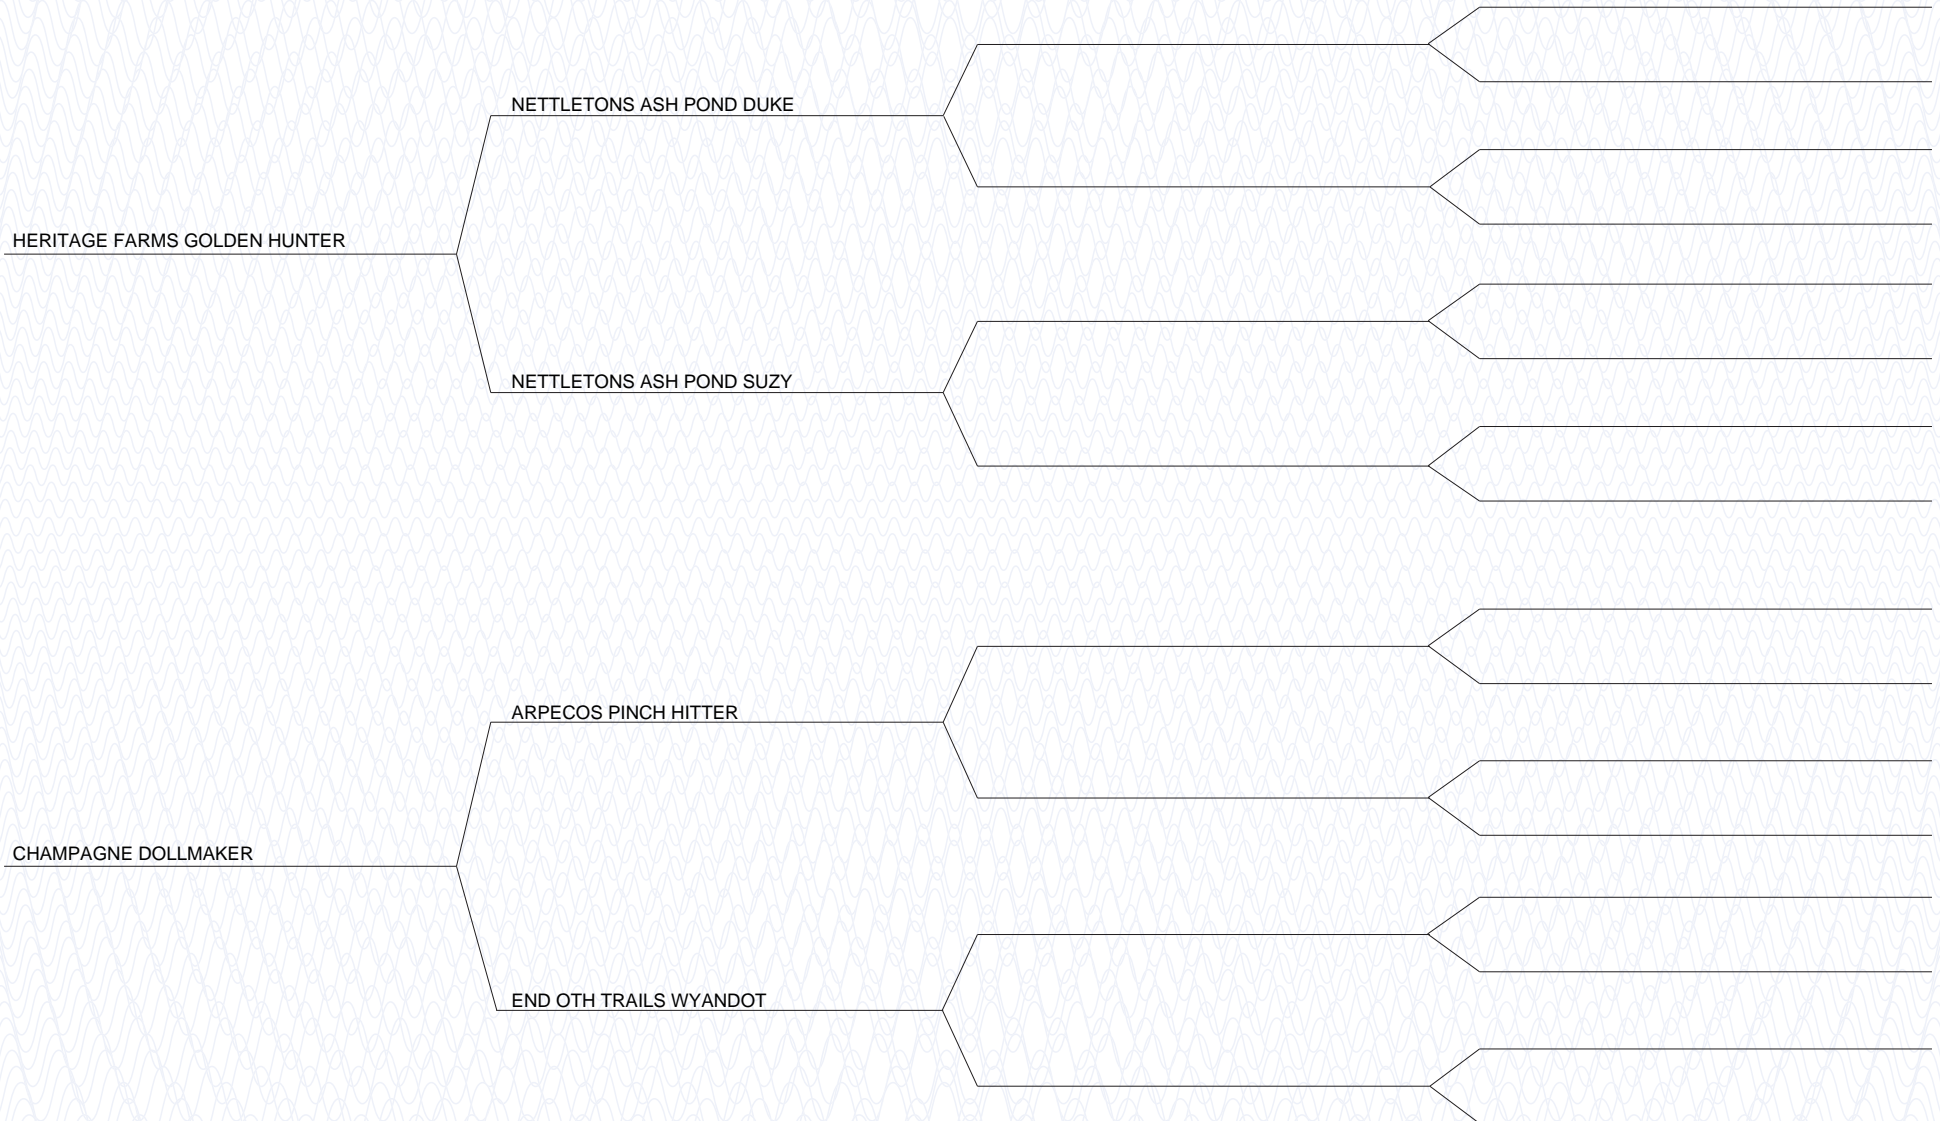 NETTLETONS ASH POND DUKE
HERITAGE FARMS GOLDEN HUNTER
NETTLETONS ASH POND SUZY
ARPECOS PINCH HITTER
CHAMPAGNE DOLLMAKER
END OTH TRAILS WYANDOT